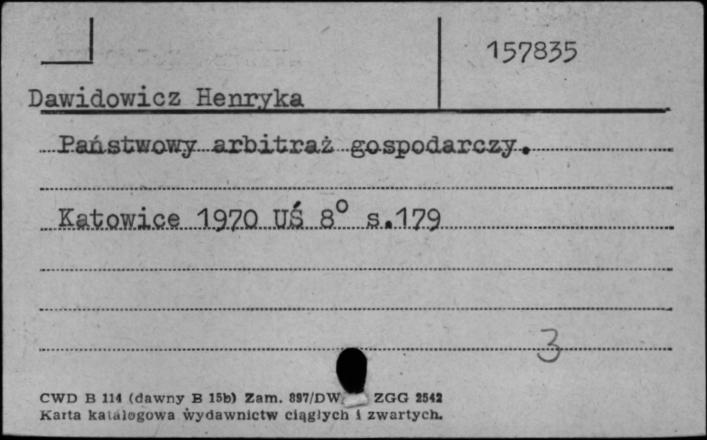 157835
Dawidowicz Henryka
Państwowy arbitraż gospodarczy.
Katowice 1970 UŚ 8° s.179
3
CWD B 114 (dawny B 15b) Zam. 897/DW ZGG 2542
Karta katalogowa wydawnictw ciągłych i zwartych.